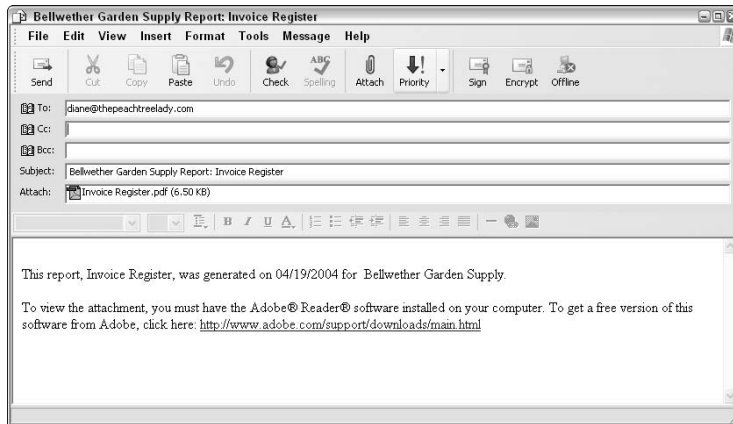 Bellwether Garden Supply Report: Invoice Register
File Edit View Insert Format Tools Message Help
Send Cut Copy Paste Undo Check Spelling Attach Priority Sign Encrypt Offline
To: diane@thepeachtreelady.com
Cc:
Bcc:
Subject: Bellwether Garden Supply Report: Invoice Register
Attach: Invoice Register.pdf (6.50 KB)
B I U A
This report, Invoice Register, was generated on 04/19/2004 for Bellwether Garden Supply.
To view the attachment, you must have the Adobe® Reader® software installed on your computer. To get a free version of this
software from Adobe, click here: http://www.adobe.com/support/downloads/main.html